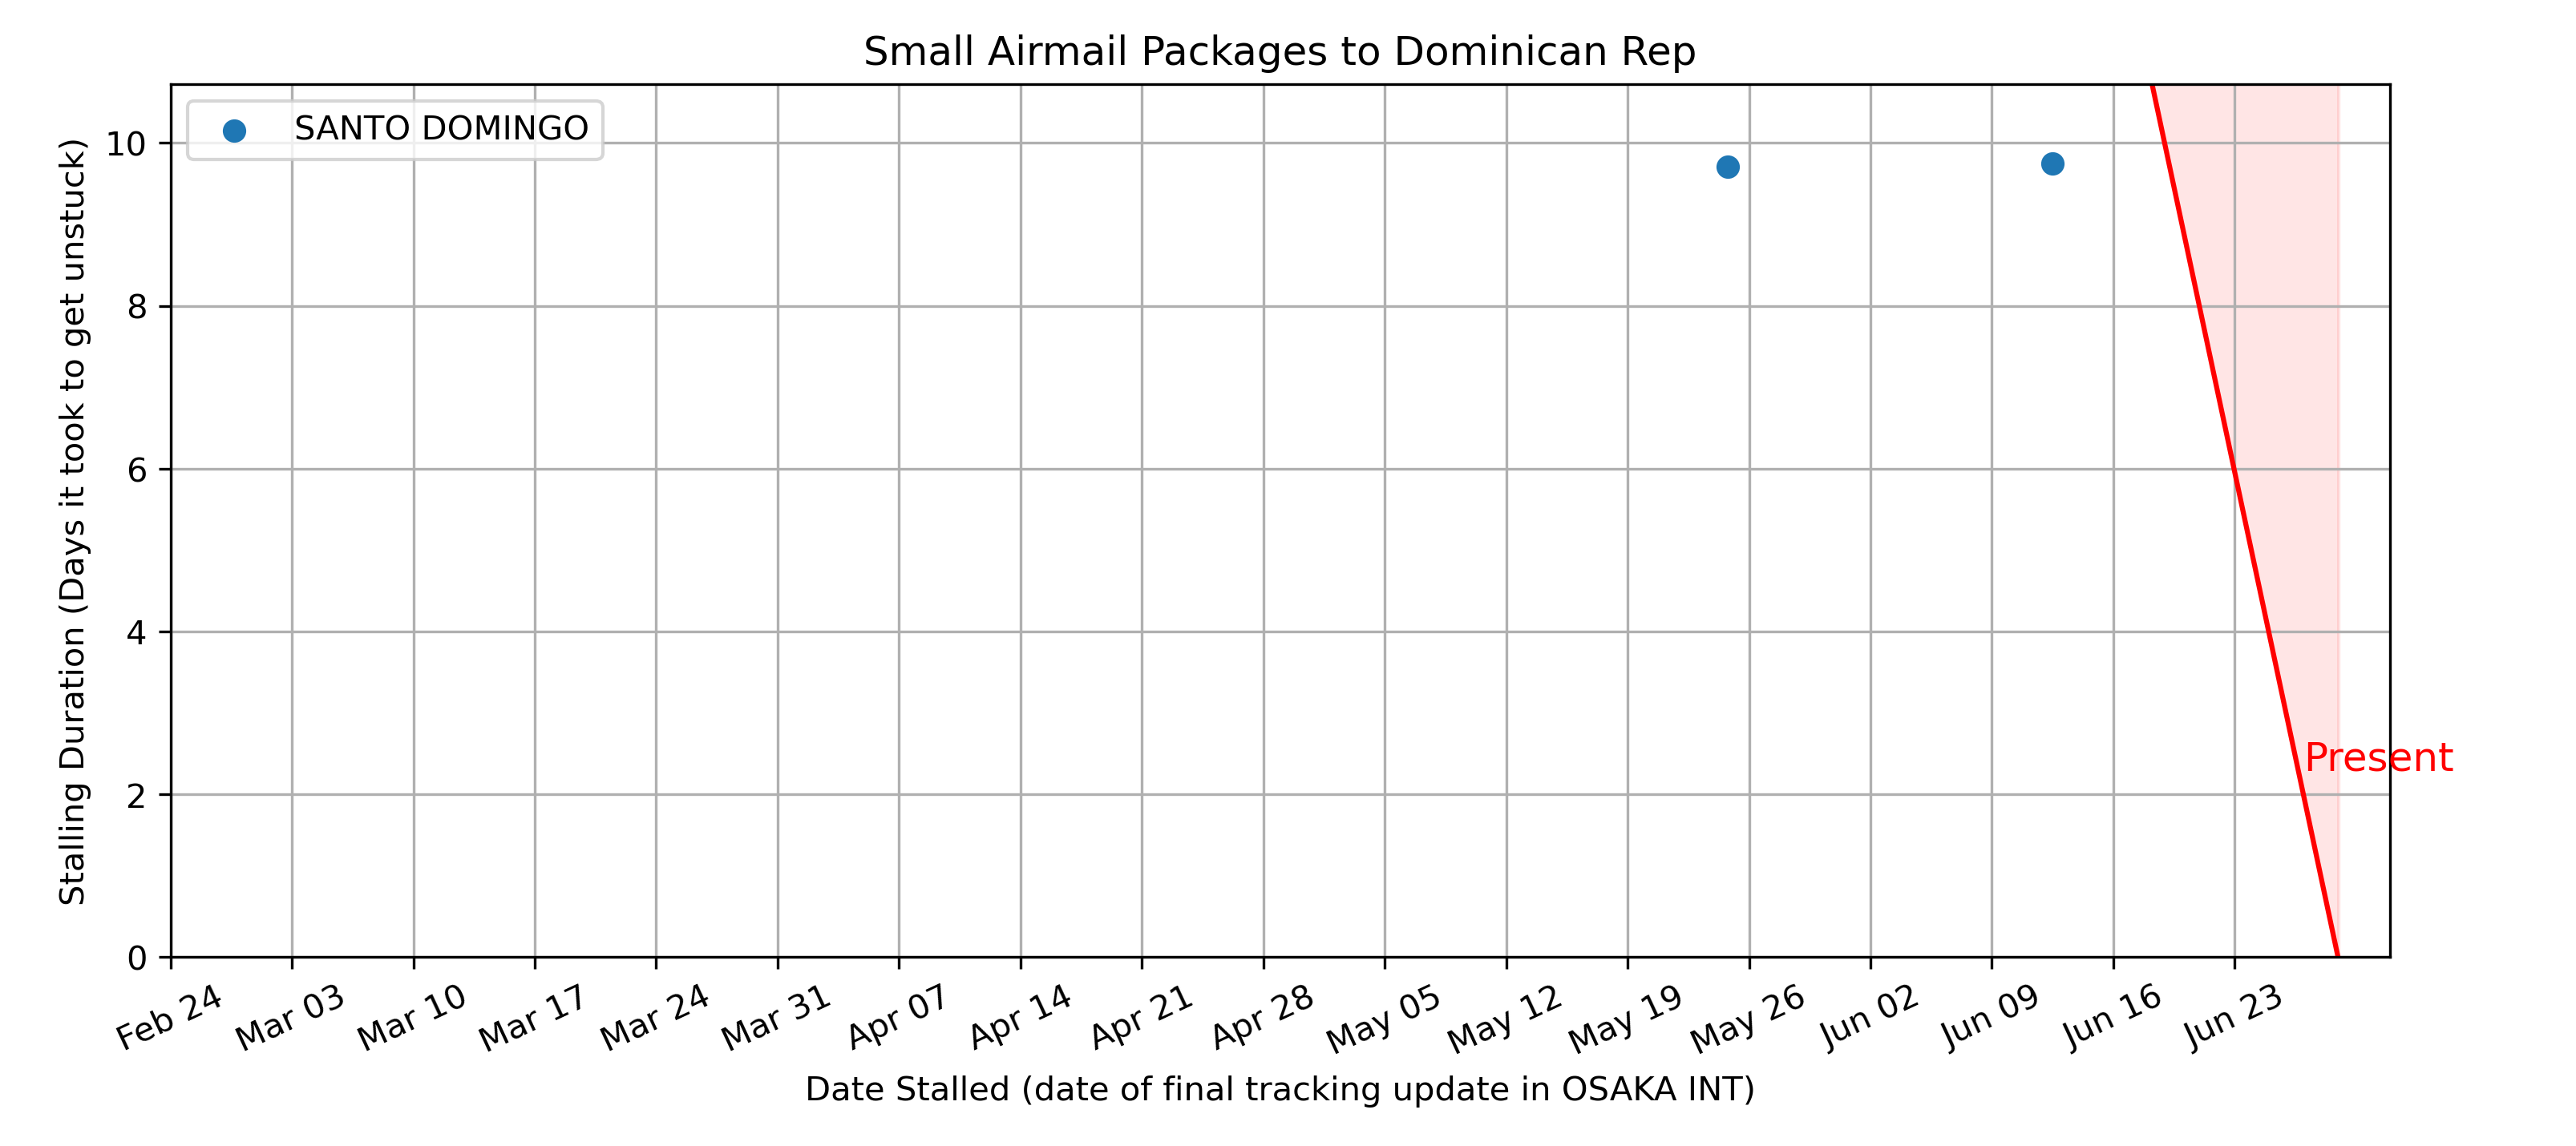 Small Airmail Packages to Dominican Rep
SANTO DOMINGO
Stalling Duration (Days it took to get unstuck)
10
8
6
4
2
0
Present
Feb 24
Mar 03
Mar 10
Mar 17
Mar 24
Mar 31
Apr 07
Apr 14
Apr 21
Apr 28
May 05
May 12
May 19
May 26
Jun 02
Jun 09
Jun 16
Jun 23
Date Stalled (date of final tracking update in OSAKA INT)